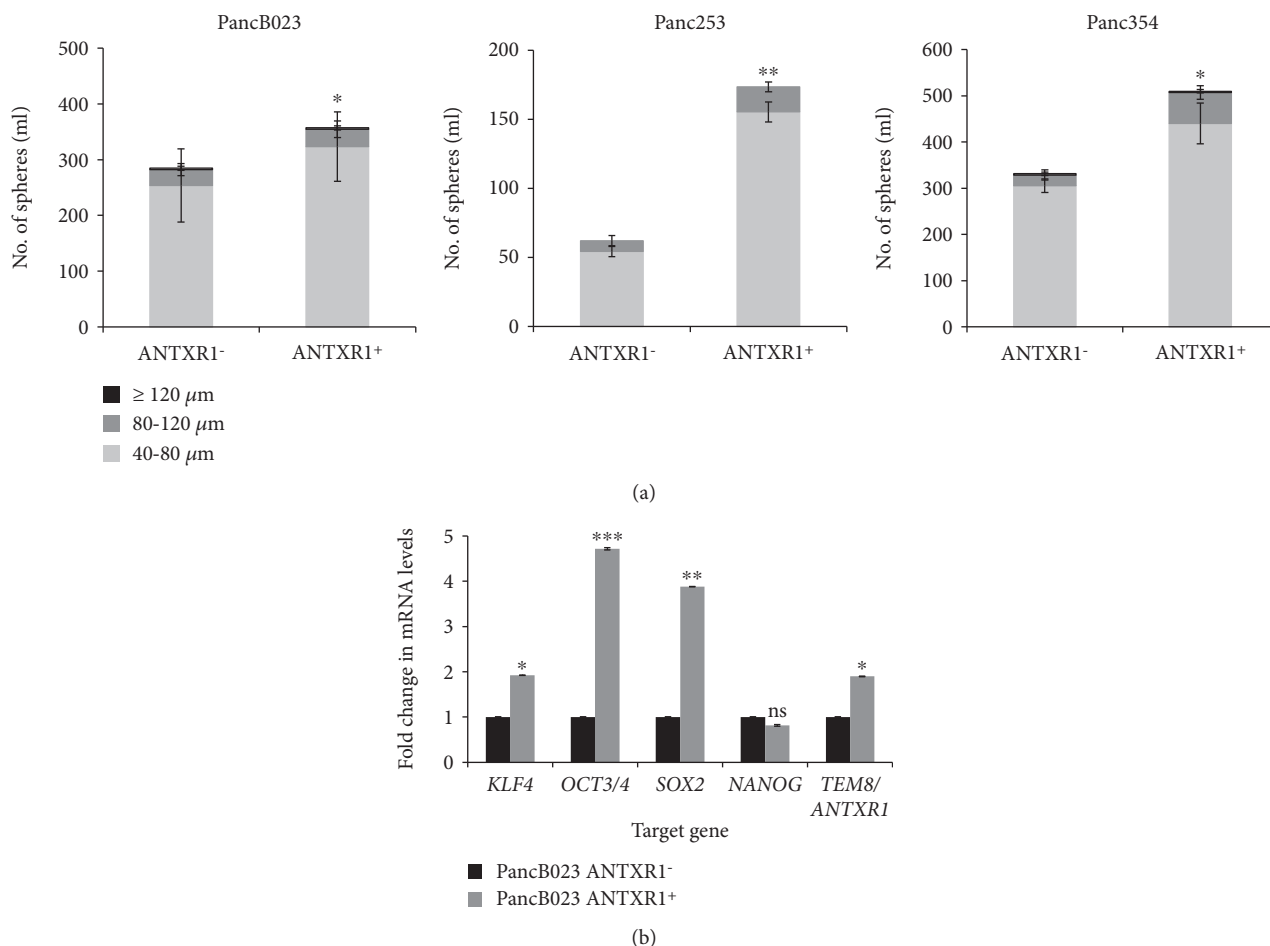 PancB023
Panc253
Panc354
No. of spheres (ml)
500
400
300
200
100
0
*
ANTXR1-
ANTXR1+
No. of spheres (ml)
200
150
100
50
0
**
ANTXR1-
ANTXR1+
No. of spheres (ml)
600
500
400
300
200
100
0
*
ANTXR1-
ANTXR1+
≥ 120 μm
80-120 μm
40-80 μm
(a)
Fold change in mRNA levels
5
4
3
2
1
0
*
***
**
ns
*
KLF4
OCT3/4
SOX2
NANOG
TEM8/
ANTXR1
Target gene
PancB023 ANTXR1-
PancB023 ANTXR1+
(b)